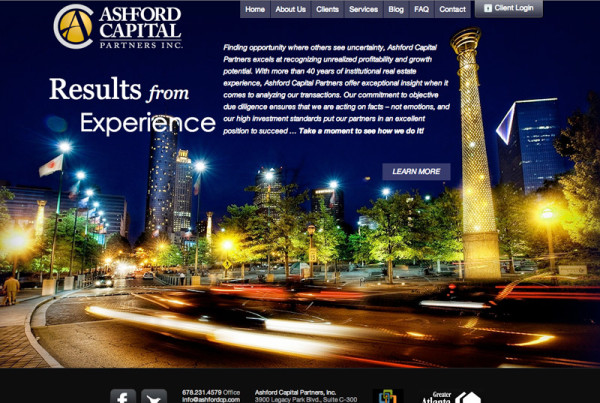 ASHFORD
CAPITAL
PARTNERS INC.
Home About Us Clients Services Blog FAQ Contact Client Login
Finding opportunity where others see uncertainty, Ashford Capital
Partners excels at recognizing unrealized profitability and growth
potential. With more than 40 years of institutional real estate
experience, Ashford Capital Partners offer exceptional insight when it
comes to analyzing our transactions. Our commitment to objective
due diligence ensures that we are acting on facts – not emotions, and
our high investment standards put our partners in an excellent
position to succeed ... Take a moment to see how we do it!
Results from
Experience
LEARN MORE
678.231.4579 Office
info@ashfordcp.com
Ashford Capital Partners, Inc.
3900 Legacy Park Blvd., Suite C-300
Greater
Atlanta